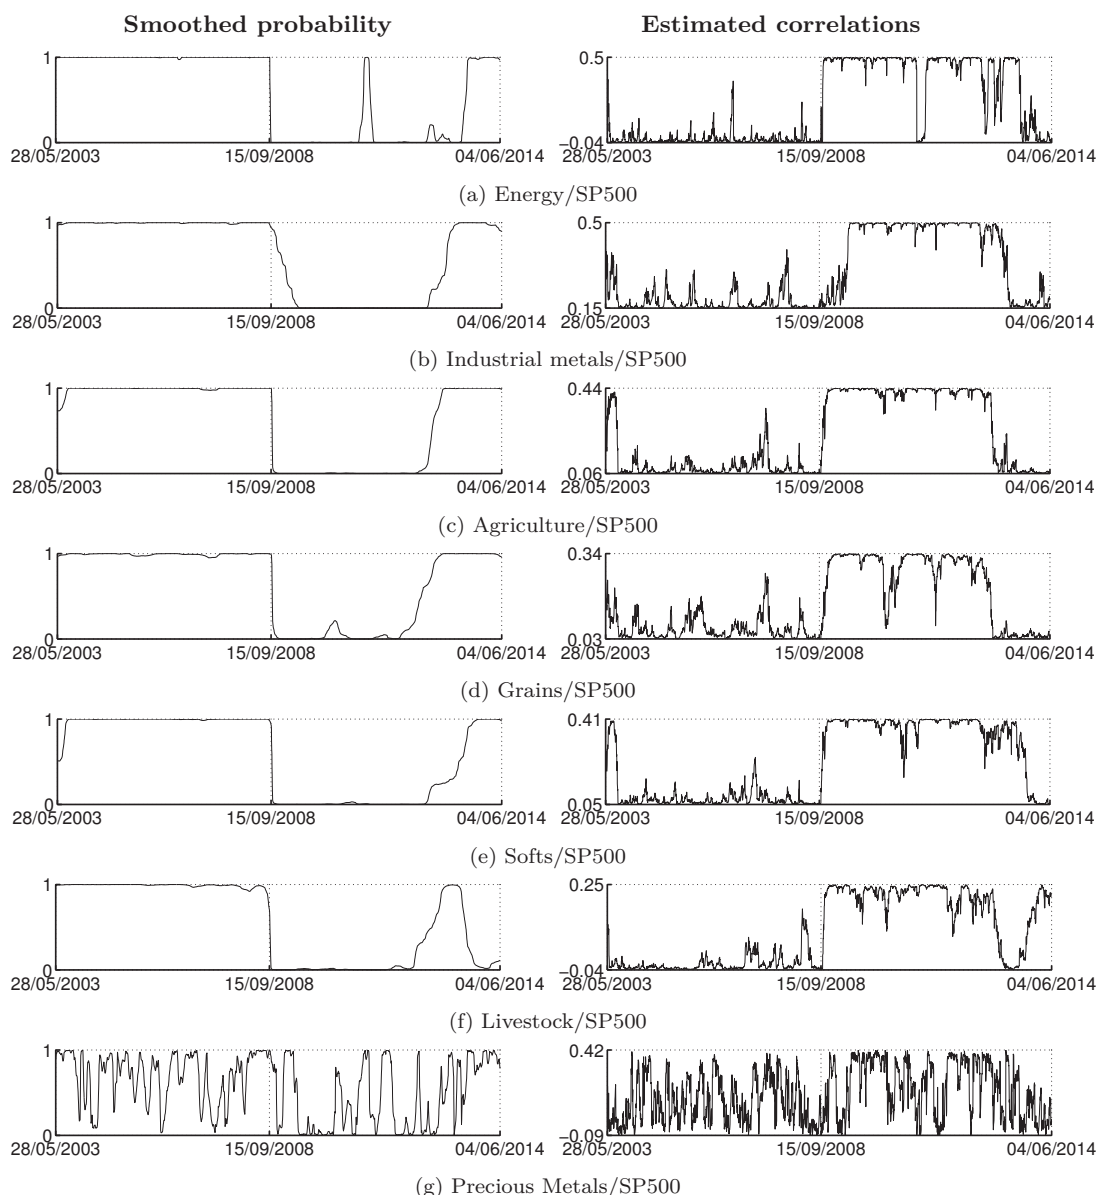 Smoothed probability Estimated correlations
1 0.5
0 −0.04
28/05/2003 15/09/2008 04/06/2014 28/05/2003 15/09/2008 04/06/2014
(a) Energy/SP500
1 0.5
0 0.15
28/05/2003 15/09/2008 04/06/2014 28/05/2003 15/09/2008 04/06/2014
(b) Industrial metals/SP500
1 0.44
0 0.06
28/05/2003 15/09/2008 04/06/2014 28/05/2003 15/09/2008 04/06/2014
(c) Agriculture/SP500
1 0.34
0 0.03
28/05/2003 15/09/2008 04/06/2014 28/05/2003 15/09/2008 04/06/2014
(d) Grains/SP500
1 0.41
0 0.05
28/05/2003 15/09/2008 04/06/2014 28/05/2003 15/09/2008 04/06/2014
(e) Softs/SP500
1 0.25
0 −0.04
28/05/2003 15/09/2008 04/06/2014 28/05/2003 15/09/2008 04/06/2014
(f) Livestock/SP500
1 0.42
0 −0.09
28/05/2003 15/09/2008 04/06/2014 28/05/2003 15/09/2008 04/06/2014
(g) Precious Metals/SP500